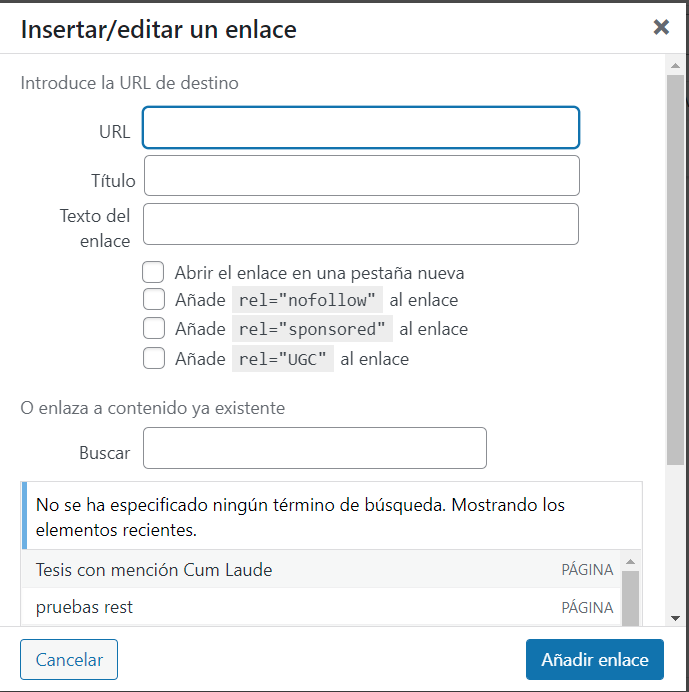 Insertar/editar un enlace
Introduce la URL de destino
URL
Título
Texto del
enlace
Abrir el enlace en una pestaña nueva
Añade rel="nofollow" al enlace
Añade rel="sponsored" al enlace
Añade rel="UGC" al enlace
O enlaza a contenido ya existente
Buscar
No se ha especificado ningún término de búsqueda. Mostrando los
elementos recientes.
Tesis con mención Cum Laude PÁGINA
pruebas rest PÁGINA
Cancelar Añadir enlace